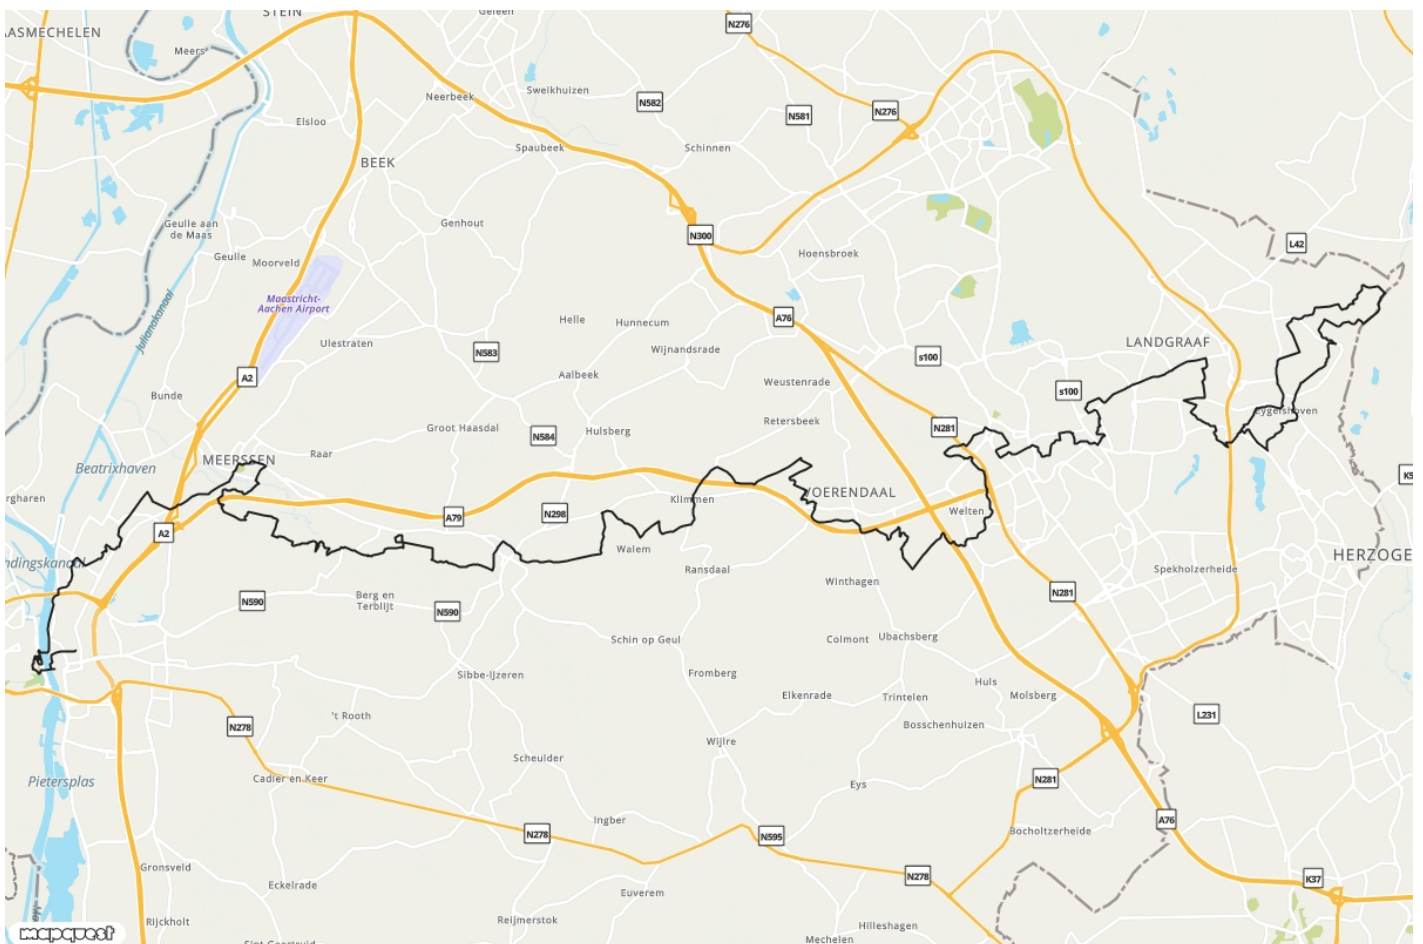 STEIN
Geleen
N276
AASMECHELEN
Meers
Sweikhuizen
Neerbeek
N582
N581
N276
Elsloo
Spaubeek
Schinnen
BEEK
Geulle aan
de Maas
Genhout
N300
L42
Geulle
Moorveld
Hoensbroek
Maastricht-
Aachen Airport
Julianakanaal
Helle
Hunnecum
A76
Ulestraten
N583
Wijnandsrade
s100
LANDGRAAF
A2
Aalbeek
Weustenrade
s100
Bunde
Eygelshoven
Groot Haasdal
N584
Hulsberg
Retersbeek
N281
MEERSSEN
Raar
Beatrixhaven
K5
rgharen
Klimmen
VOERENDAAL
A79
N298
Welten
A2
Walem
HERZOGE
ndingskanaal
Ransdaal
Winthagen
Spekholzerheide
N590
Berg en
Terblijt
N590
N281
Schin op Geul
Colmont
Ubachsberg
Sibbe-IJzeren
Fromberg
Huls
Elkenrade
Trintelen
Molsberg
't Rooth
L231
N278
Bosschenhuizen
Wijlre
Scheulder
Pietersplas
Cadier en Keer
Eys
N281
Ingber
A76
N278
N595
Bocholtzerheide
Gronsveld
N278
K37
Eckelrade
Euverem
Rijckholt
Reijmerstok
Hilleshagen
Mechelen
Sint Geertruid
mapquest